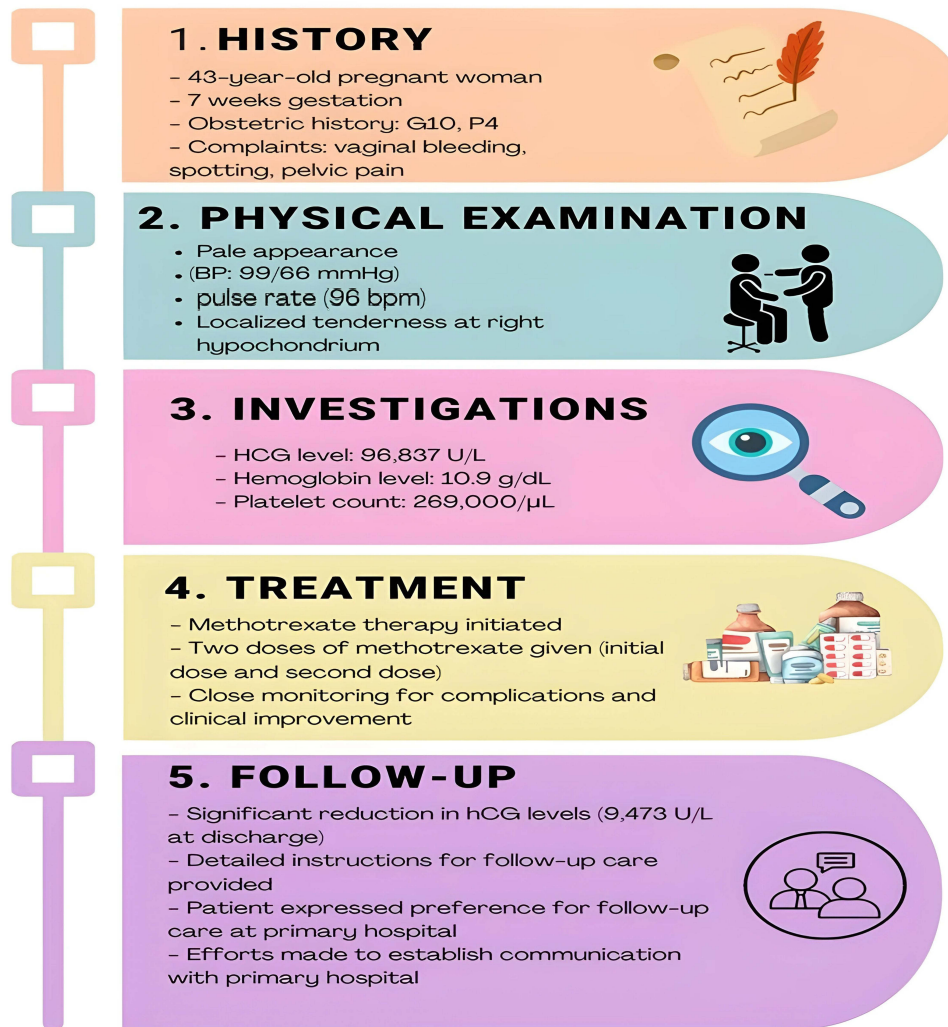 1. HISTORY
– 43-year-old pregnant woman
– 7 weeks gestation
– Obstetric history: G10, P4
– Complaints: vaginal bleeding,
spotting, pelvic pain
2. PHYSICAL EXAMINATION
• Pale appearance
• (BP: 99/66 mmHg)
• pulse rate (96 bpm)
• Localized tenderness at right
hypochondrium
3. INVESTIGATIONS
– HCG level: 96,837 U/L
– Hemoglobin level: 10.9 g/dL
– Platelet count: 269,000/µL
4. TREATMENT
– Methotrexate therapy initiated
– Two doses of methotrexate given (initial
dose and second dose)
– Close monitoring for complications and
clinical improvement
5. FOLLOW-UP
– Significant reduction in hCG levels (9,473 U/L
at discharge)
– Detailed instructions for follow-up care
provided
– Patient expressed preference for follow-up
care at primary hospital
– Efforts made to establish communication
with primary hospital